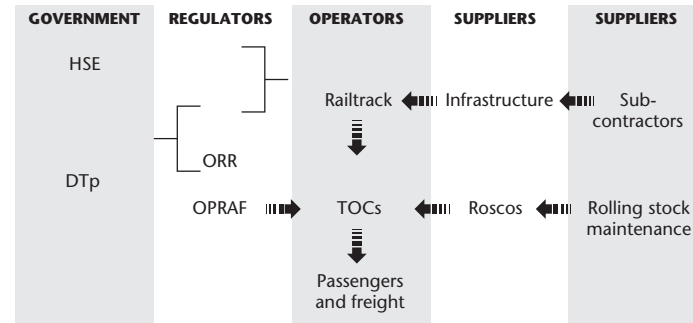 GOVERNMENT REGULATORS OPERATORS SUPPLIERS SUPPLIERS
HSE
Railtrack Infrastructure Sub-
contractors
ORR
DTp
OPRAF TOCs Roscos Rolling stock
maintenance
Passengers
and freight